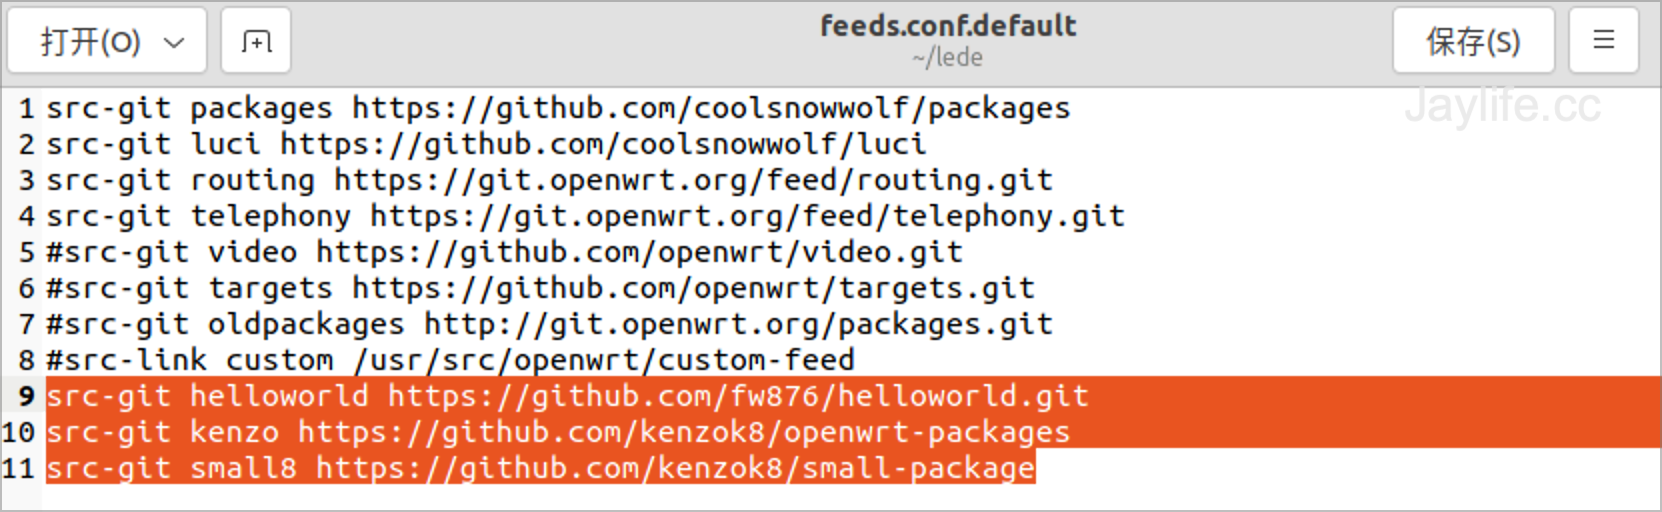 打开(O)
feeds.conf.default
~/lede
保存(S)
Jaylife.cc
1 src-git packages https://github.com/coolsnowwolf/packages
2 src-git luci https://github.com/coolsnowwolf/luci
3 src-git routing https://git.openwrt.org/feed/routing.git
4 src-git telephony https://git.openwrt.org/feed/telephony.git
5 #src-git video https://github.com/openwrt/video.git
6 #src-git targets https://github.com/openwrt/targets.git
7 #src-git oldpackages http://git.openwrt.org/packages.git
8 #src-link custom /usr/src/openwrt/custom-feed
9 src-git helloworld https://github.com/fw876/helloworld.git
10 src-git kenzo https://github.com/kenzok8/openwrt-packages
11 src-git small8 https://github.com/kenzok8/small-package